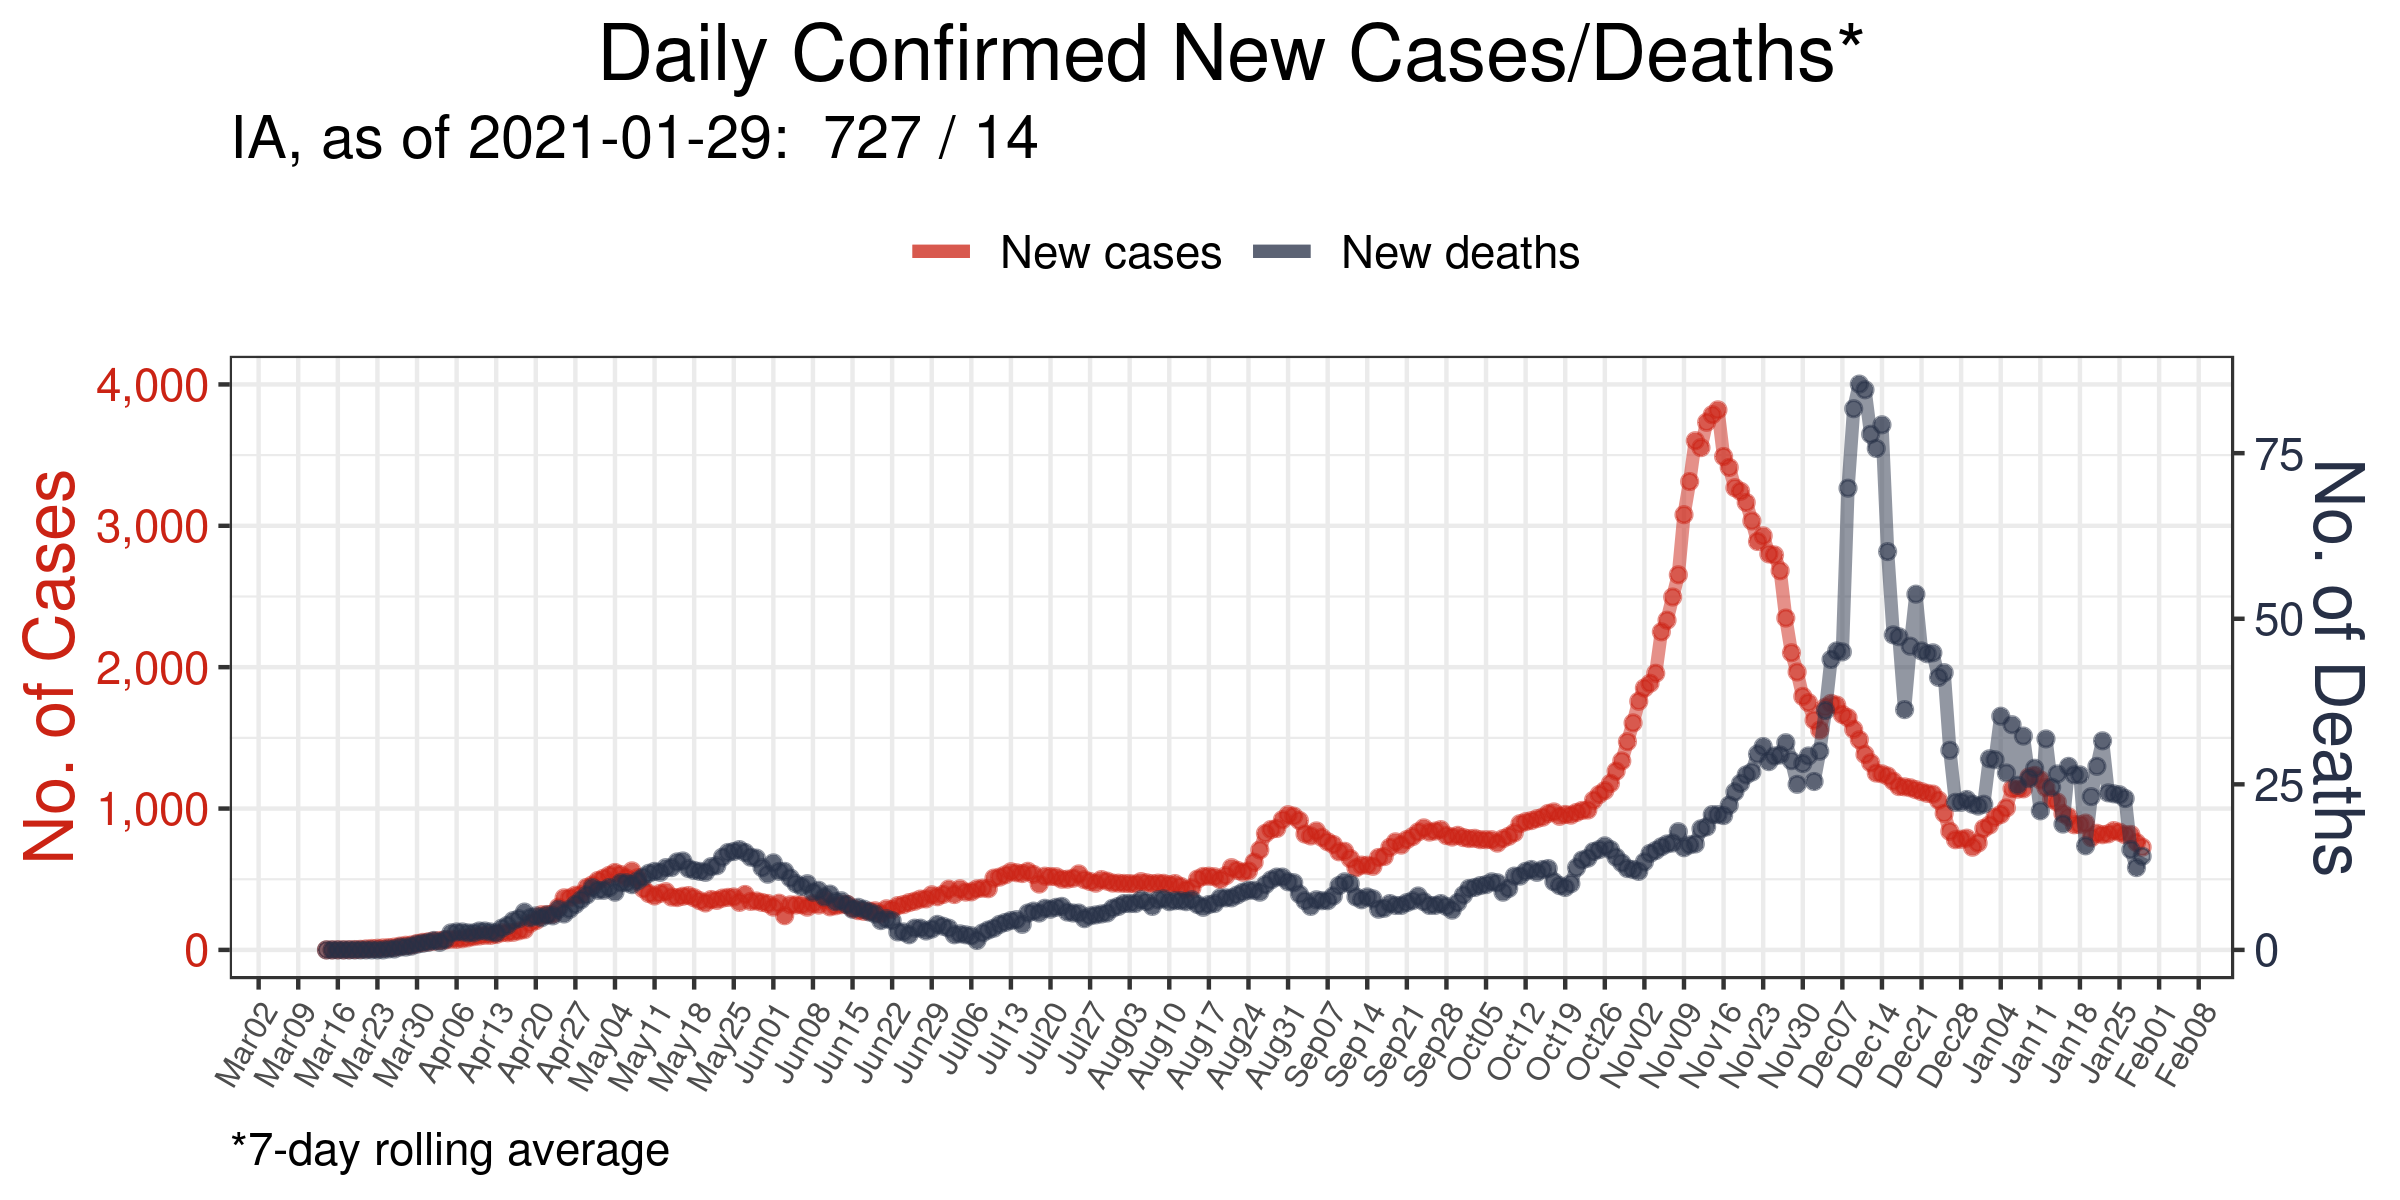 Daily Confirmed New Cases/Deaths*
IA, as of 2021-01-29:  727 / 14
New cases New deaths
No. of Cases
4,000
3,000
2,000
1,000
0
75
50
25
0
No. of Deaths
Mar02 Mar09 Mar16 Mar23 Mar30 Apr06 Apr13 Apr20 Apr27 May04 May11 May18 May25 Jun01 Jun08 Jun15 Jun22 Jun29 Jul06 Jul13 Jul20 Jul27 Aug03 Aug10 Aug17 Aug24 Aug31 Sep07 Sep14 Sep21 Sep28 Oct05 Oct12 Oct19 Oct26 Nov02 Nov09 Nov16 Nov23 Nov30 Dec07 Dec14 Dec21 Dec28 Jan04 Jan11 Jan18 Jan25 Feb01 Feb08
*7-day rolling average